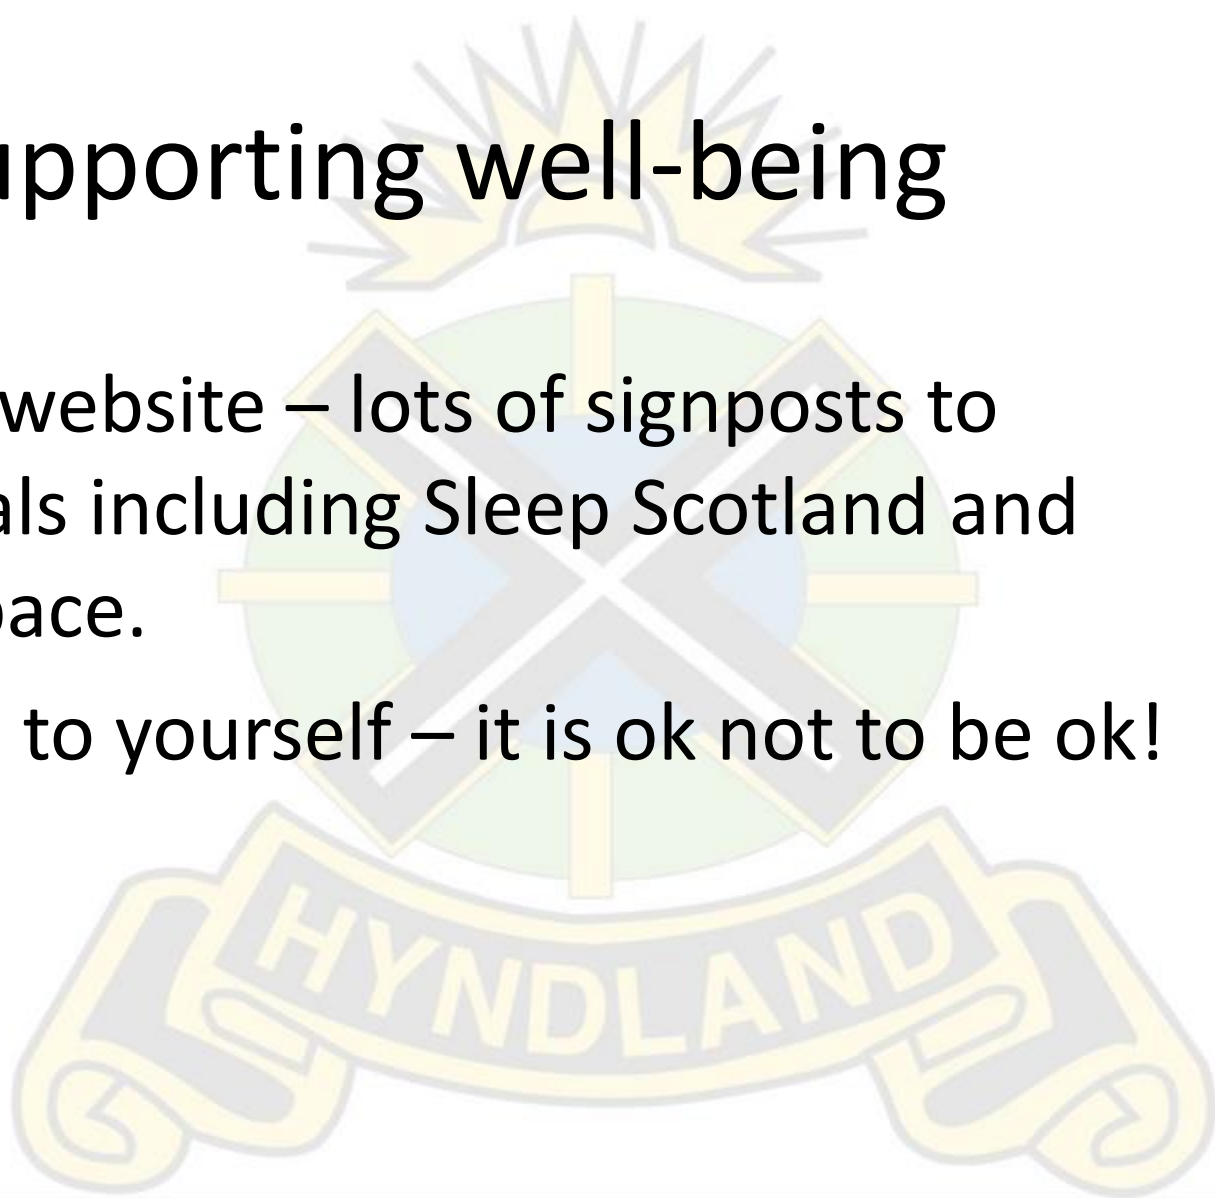 upporting well-being
website – lots of signposts to
als including Sleep Scotland and
pace.
to yourself – it is ok not to be ok!
HYNDLAND